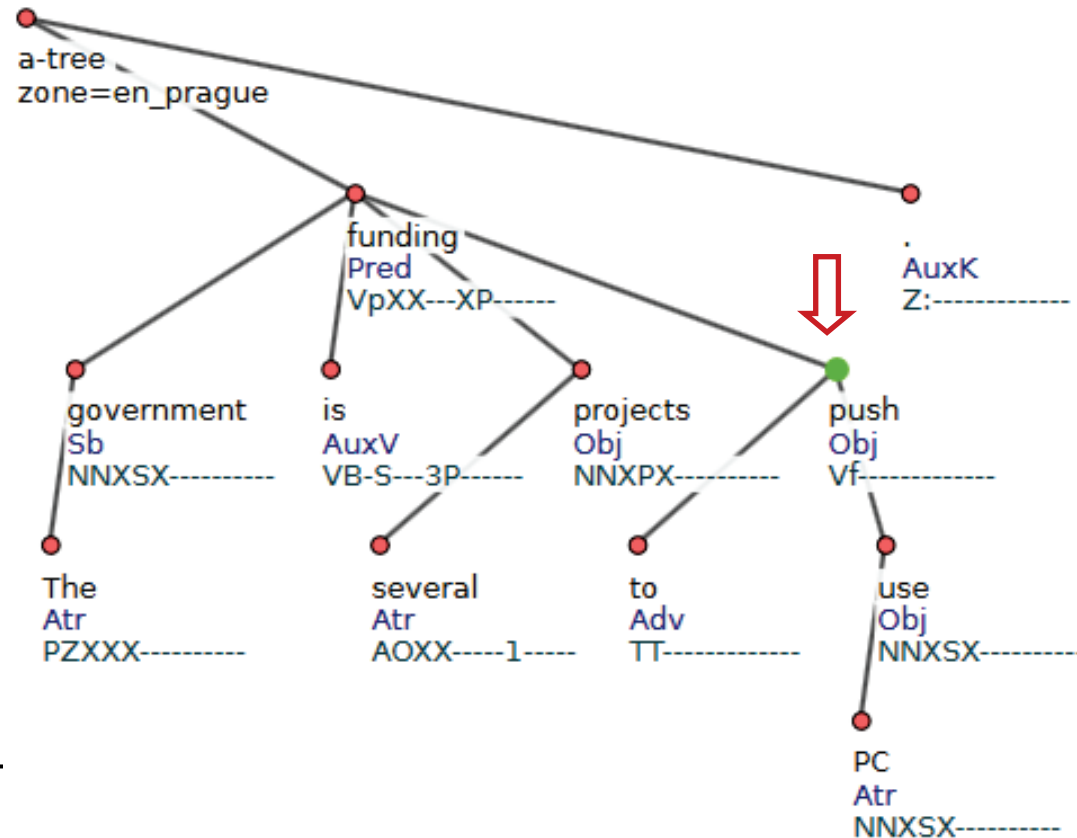 a-tree
zone=en_prague
funding
Pred
VpXX---XP------
.
AuxK
Z:-------------
government
Sb
NNXSX----------
is
AuxV
VB-S---3P------
projects
Obj
NNXPX----------
push
Obj
Vf-------------
The
Atr
PZXXX----------
several
Atr
AOXX-----1-----
to
Adv
TT-------------
use
Obj
NNXSX----------
PC
Atr
NNXSX----------